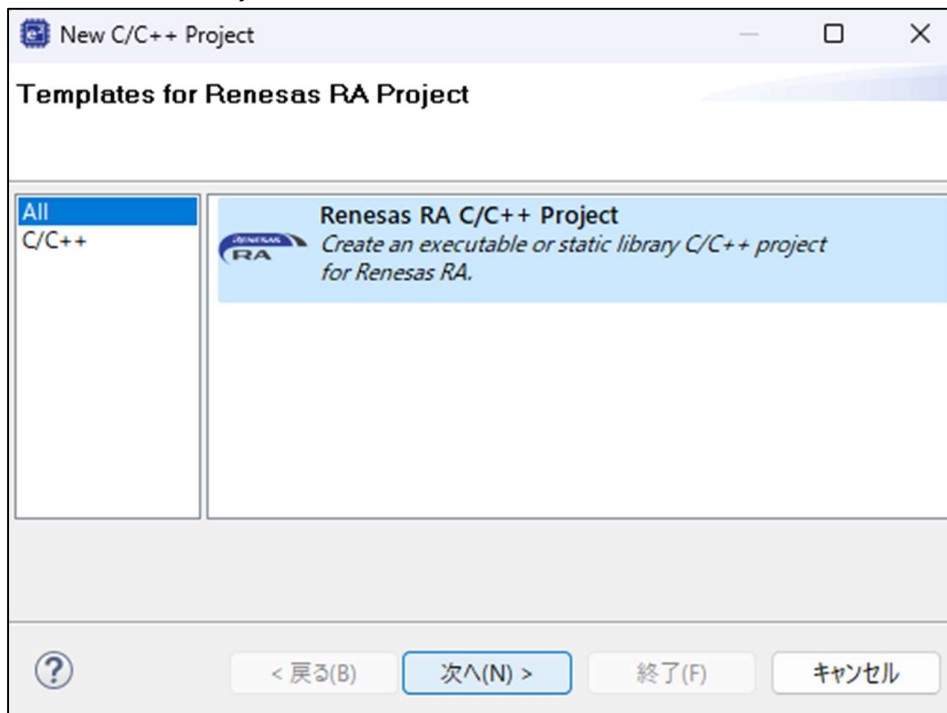 New C/C++ Project
Templates for Renesas RA Project
All
C/C++
Renesas RA C/C++ Project
RENESAS
RA
Create an executable or static library C/C++ project
for Renesas RA.
< 戻る(B)
次へ(N) >
終了(F)
キャンセル